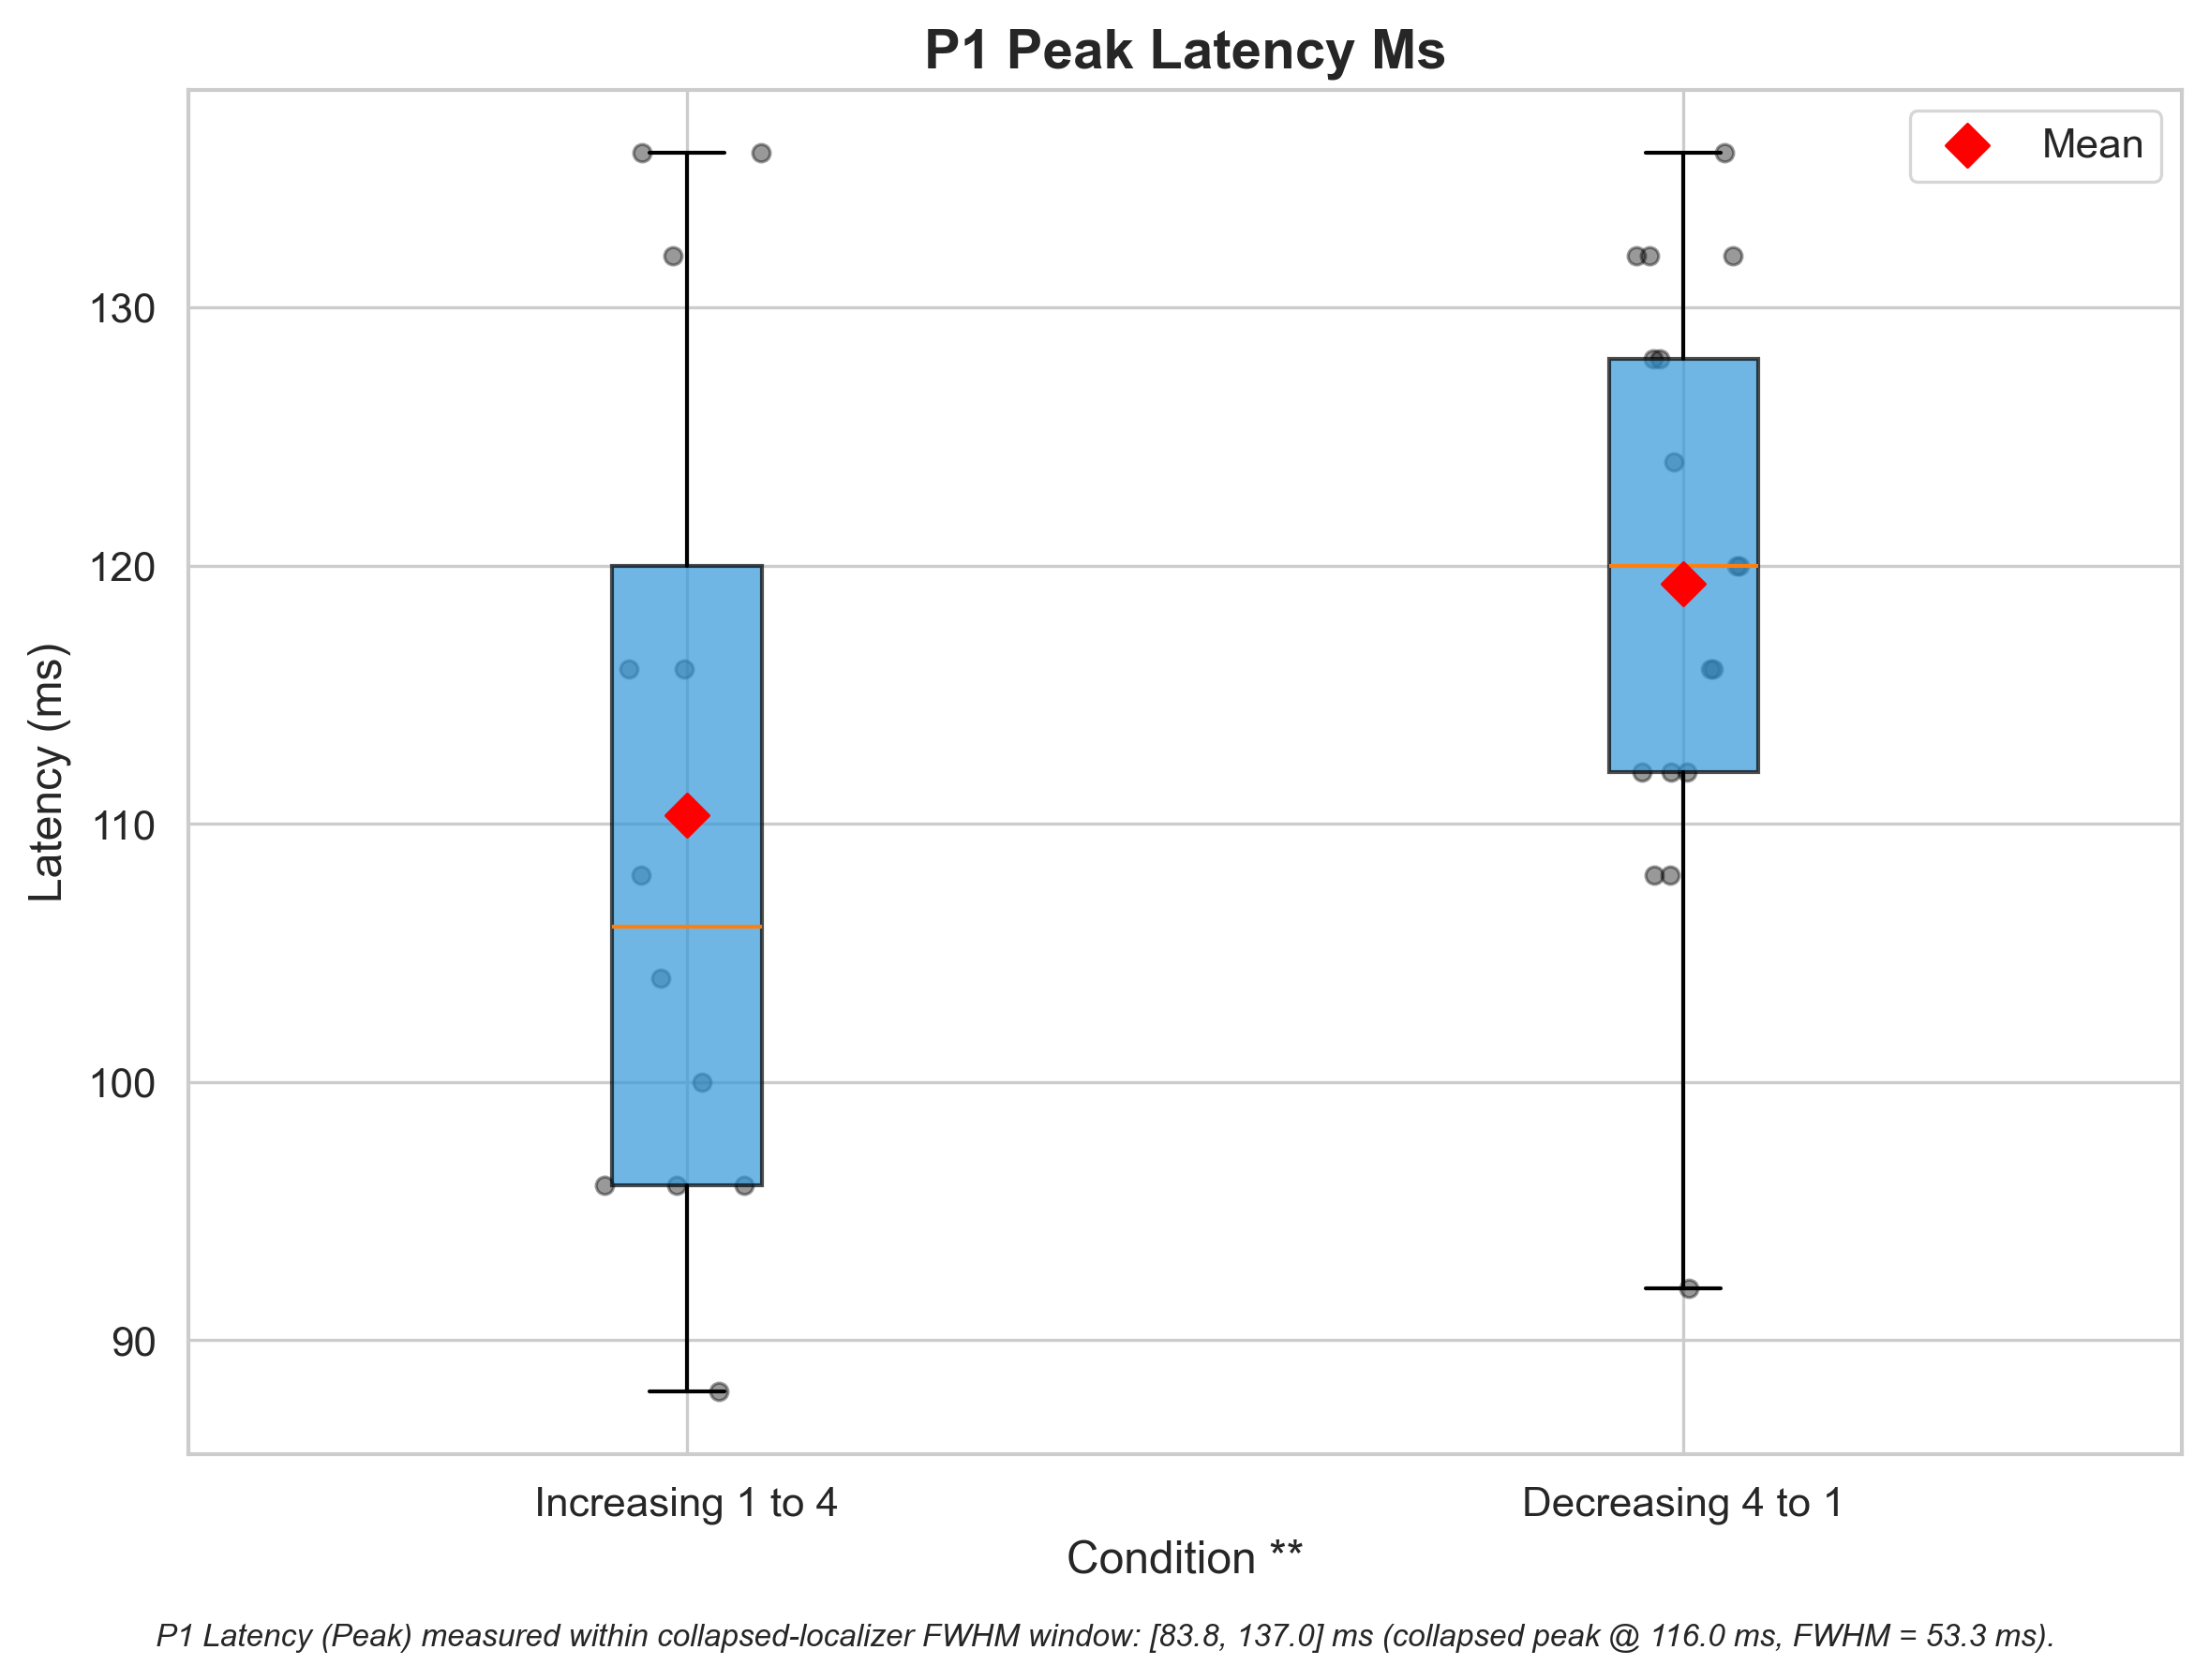 P1 Peak Latency Ms
Mean
130
120
110
100
90
Latency (ms)
Increasing 1 to 4
Decreasing 4 to 1
Condition **
P1 Latency (Peak) measured within collapsed-localizer FWHM window: [83.8, 137.0] ms (collapsed peak @ 116.0 ms, FWHM = 53.3 ms).